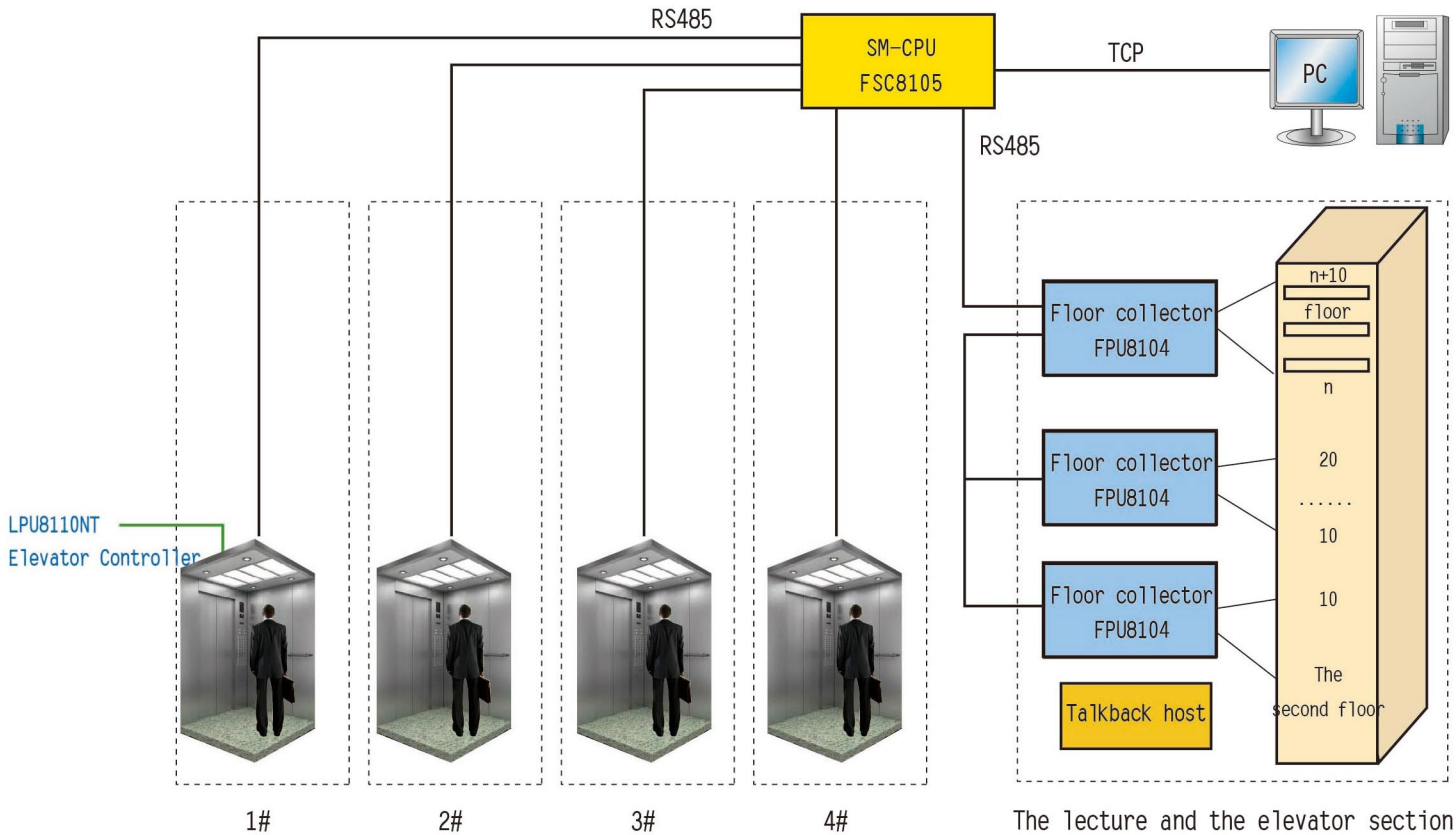 RS485
SM-CPU
FSC8105
TCP
PC
RS485
n+10
floor
n
Floor collector
FPU8104
Floor collector
FPU8104
20
......
10
LPU8110NT
Elevator Controller
Floor collector
FPU8104
10
The
second floor
Talkback host
1#
2#
3#
4#
The lecture and the elevator section